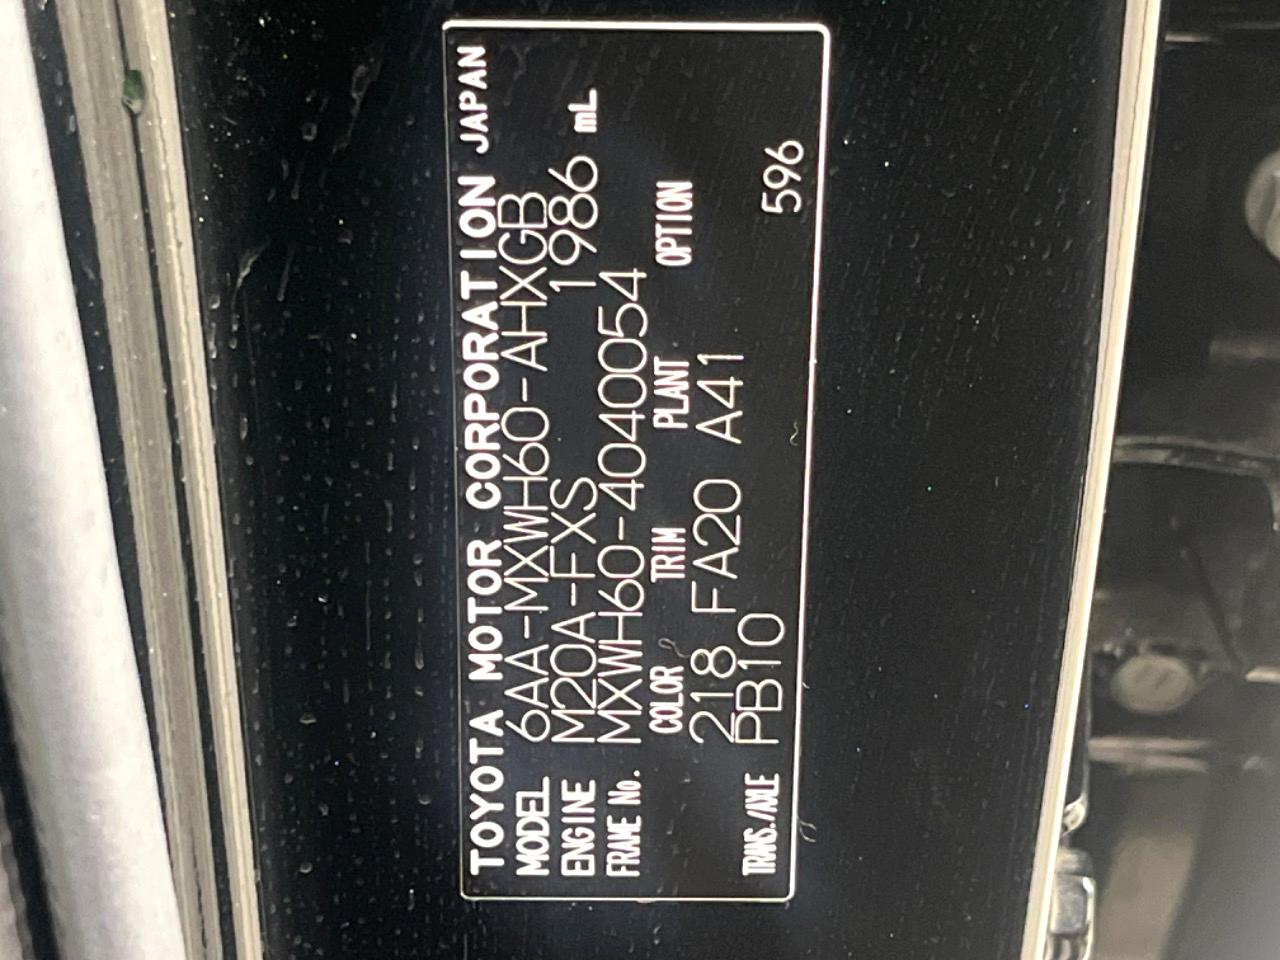 TOYOTA MOTOR CORPORATION JAPAN
MODEL 6AA-MXWH60-AHXGB
ENGINE M20A-FXS 1986 mL
FRAME No. MXWH60-4040054
COLOR TRIM PLANT OPTION
218 FA20 A41
TRANS./AXLE PB10 596